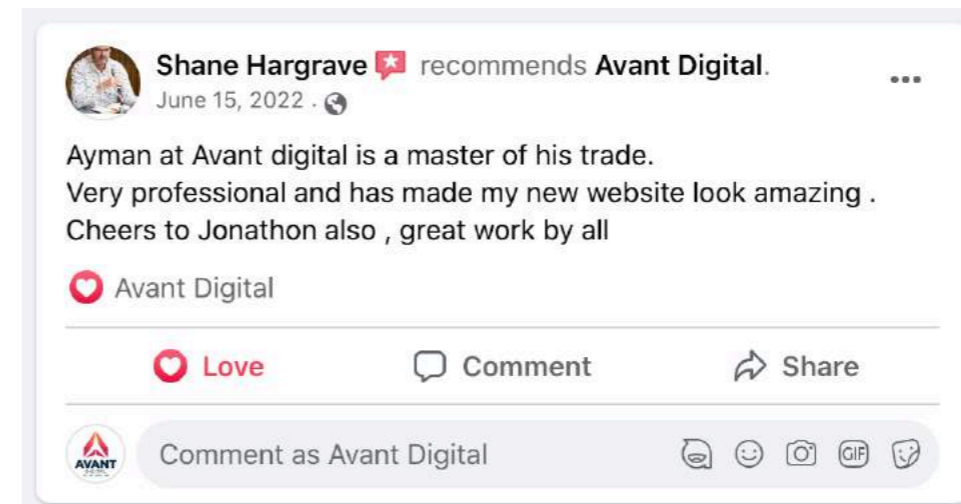 Shane Hargrave recommends Avant Digital.
June 15, 2022 ·
Ayman at Avant digital is a master of his trade.
Very professional and has made my new website look amazing .
Cheers to Jonathon also , great work by all
Avant Digital
Love Comment Share
AVANT
Comment as Avant Digital GIF